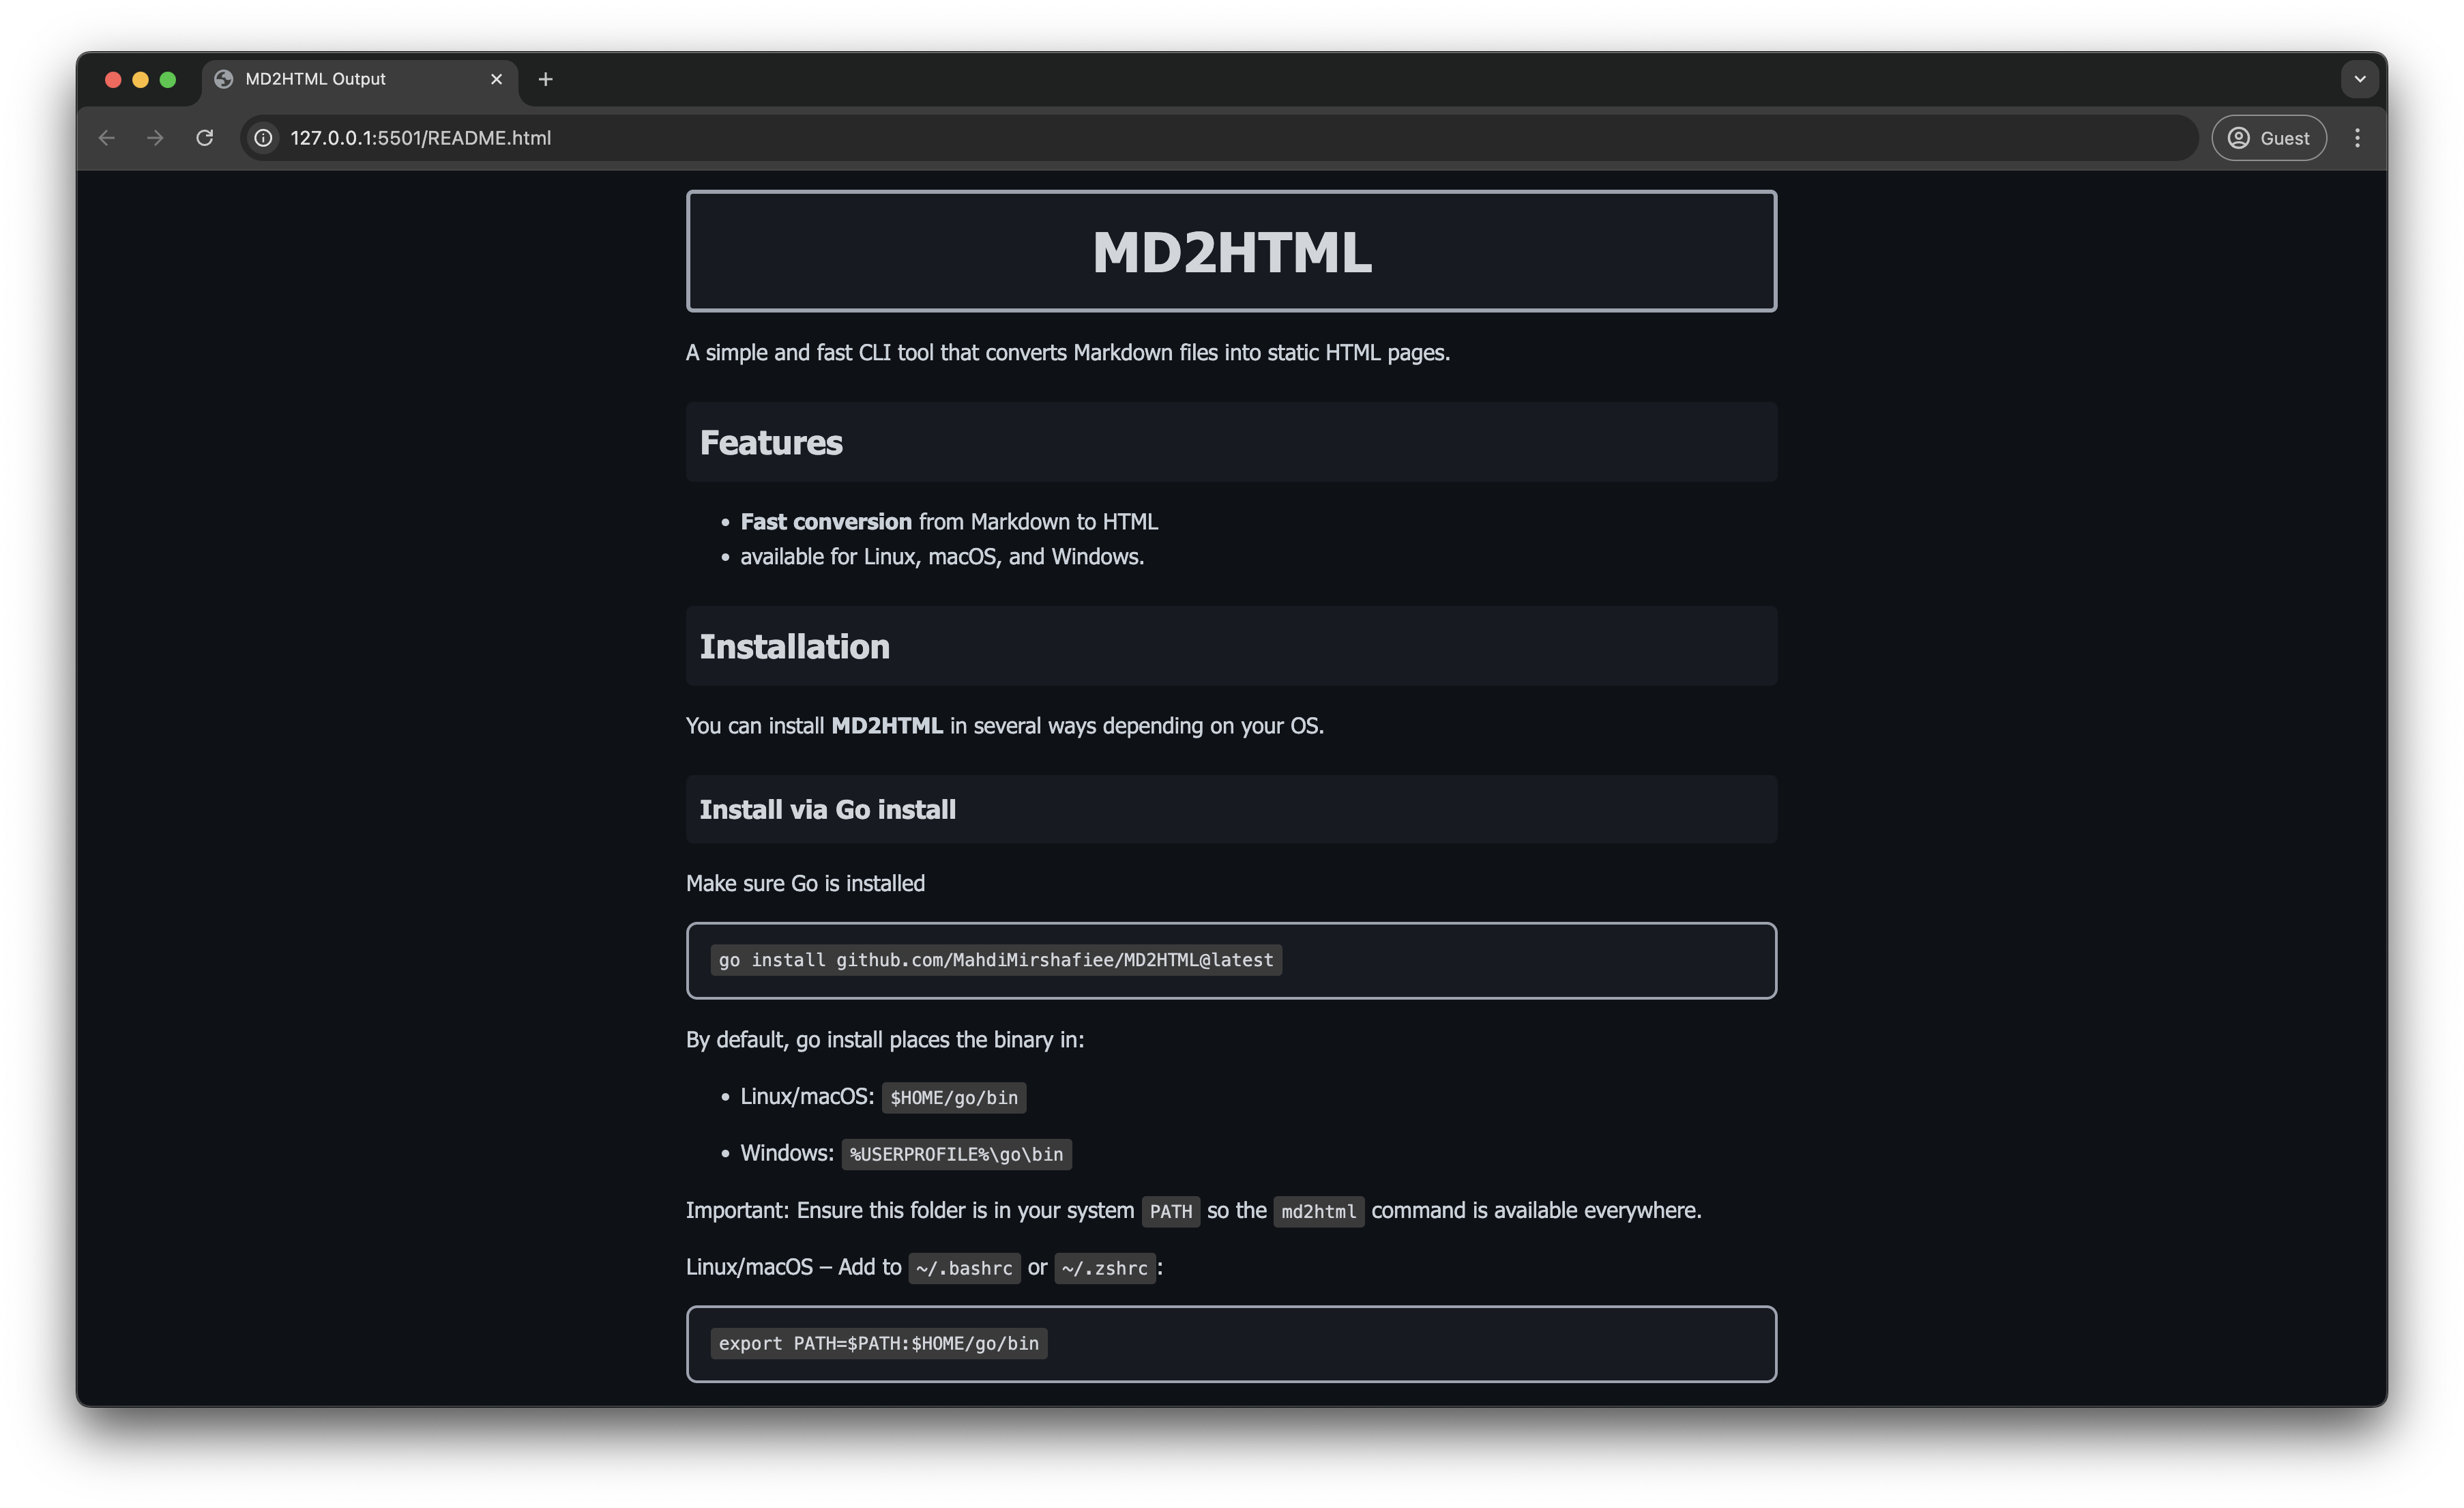 MD2HTML Output
127.0.0.1:5501/README.html
Guest
MD2HTML
A simple and fast CLI tool that converts Markdown files into static HTML pages.
Features
Fast conversion from Markdown to HTML
available for Linux, macOS, and Windows.
Installation
You can install MD2HTML in several ways depending on your OS.
Install via Go install
Make sure Go is installed
go install github.com/MahdiMirshafiee/MD2HTML@latest
By default, go install places the binary in:
Linux/macOS: $HOME/go/bin
Windows: %USERPROFILE%\go\bin
Important: Ensure this folder is in your system PATH so the md2html command is available everywhere.
Linux/macOS – Add to ~/.bashrc or ~/.zshrc:
export PATH=$PATH:$HOME/go/bin